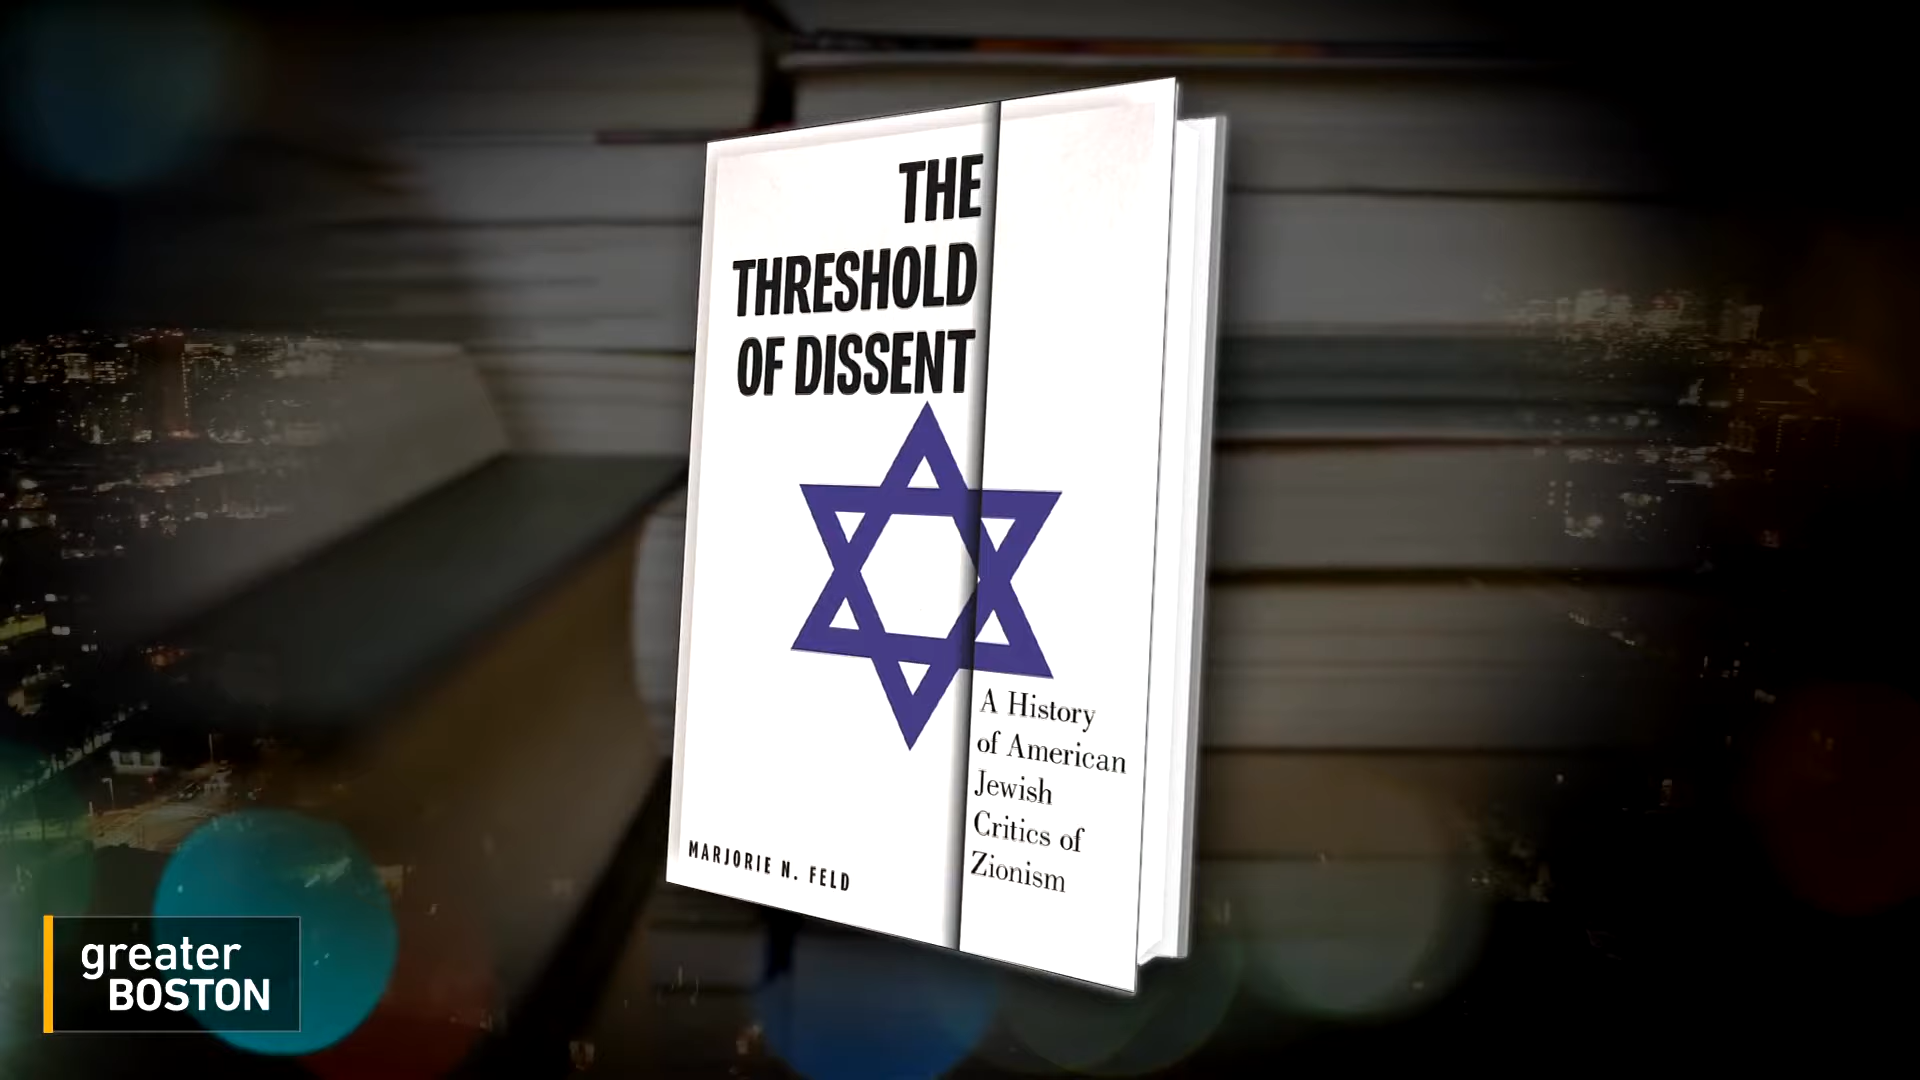 THE
THRESHOLD
OF DISSENT
A History
of American
Jewish
Critics of
Zionism
MARJORIE N. FELD
greater
BOSTON